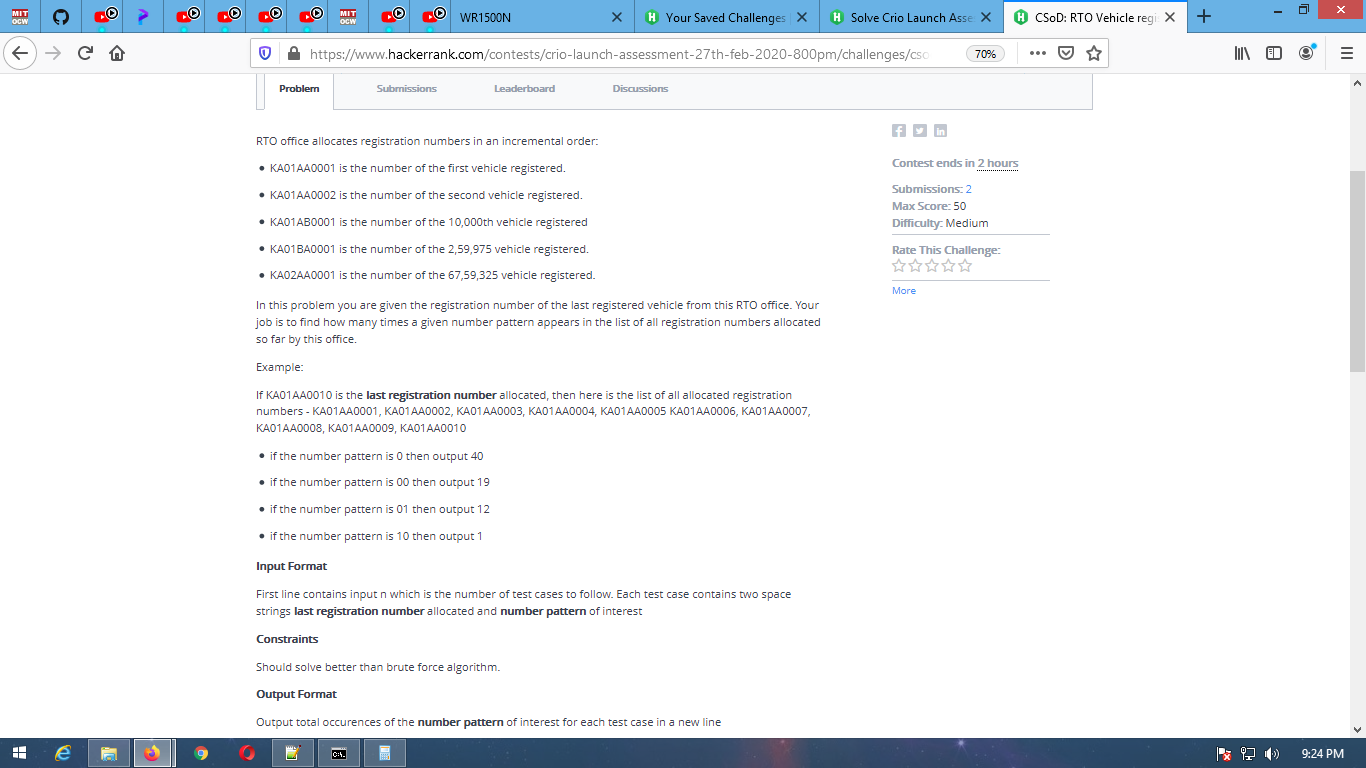 MIT OCW
MIT OCW
WR1500N
Your Saved Challenges
Solve Crio Launch Asse
CSoD: RTO Vehicle regi
https://www.hackerrank.com/contests/crio-launch-assessment-27th-feb-2020-800pm/challenges/cso
70%
Problem
Submissions
Leaderboard
Discussions
RTO office allocates registration numbers in an incremental order:
• KA01AA0001 is the number of the first vehicle registered.
• KA01AA0002 is the number of the second vehicle registered.
• KA01AB0001 is the number of the 10,000th vehicle registered
• KA01BA0001 is the number of the 2,59,975 vehicle registered.
• KA02AA0001 is the number of the 67,59,325 vehicle registered.
In this problem you are given the registration number of the last registered vehicle from this RTO office. Your
job is to find how many times a given number pattern appears in the list of all registration numbers allocated
so far by this office.
Example:
If KA01AA0010 is the last registration number allocated, then here is the list of all allocated registration
numbers - KA01AA0001, KA01AA0002, KA01AA0003, KA01AA0004, KA01AA0005 KA01AA0006, KA01AA0007,
KA01AA0008, KA01AA0009, KA01AA0010
• if the number pattern is 0 then output 40
• if the number pattern is 00 then output 19
• if the number pattern is 01 then output 12
• if the number pattern is 10 then output 1
Input Format
First line contains input n which is the number of test cases to follow. Each test case contains two space
strings last registration number allocated and number pattern of interest
Constraints
Should solve better than brute force algorithm.
Output Format
Output total occurences of the number pattern of interest for each test case in a new line
Contest ends in 2 hours
Submissions: 2
Max Score: 50
Difficulty: Medium
Rate This Challenge:
More
9:24 PM